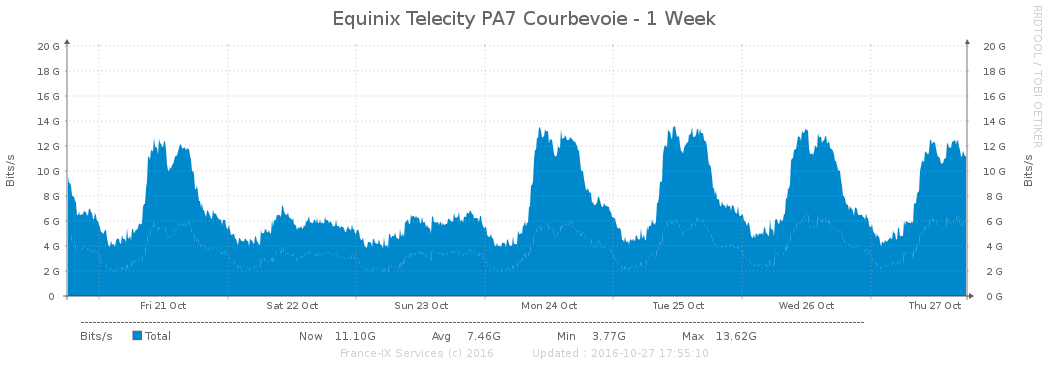 Equinix Telecity PA7 Courbevoie - 1 Week
RRDTOOL / TOBI OETIKER
Bits/s
Bits/s
20 G 20 G
18 G 18 G
16 G 16 G
14 G 14 G
12 G 12 G
10 G 10 G
8 G 8 G
6 G 6 G
4 G 4 G
2 G 2 G
0 0 G
Fri 21 Oct Sat 22 Oct Sun 23 Oct Mon 24 Oct Tue 25 Oct Wed 26 Oct Thu 27 Oct
Bits/s Total Now 11.10G Avg 7.46G Min 3.77G Max 13.62G
France-IX Services (c) 2016 Updated : 2016-10-27 17:55:10